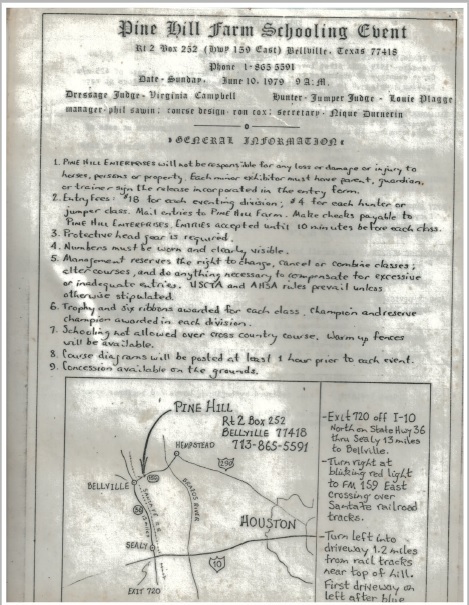 Pine Hill Farm Schooling Event
Rt 2 Box 252 (Hwy 159 East) Bellville, Texas 77418
Phone 1-865 5591
Date - Sunday, June 10, 1979 9 A.M.
Dressage Judge - Virginia Campbell Hunter - Jumper Judge - Louie Plagge
manager - phil sawin: course design - ron cox: secretary - Nique
GENERAL INFORMATION
1. PINE HILL ENTERPRISES will not be responsible for any loss or damage or injury to
horses, persons or property. Each minor exhibitor must have parent, guardian,
or trainer sign the release incorporated in the entry form.
2. Entry fees: $18 for each eventing division; $4 for each hunter or
jumper class. Mail entries to Pine Hill Farm. Make checks payable to
PINE HILL ENTERPRISES. ENTRIES accepted until 10 minutes before each class.
3. Protective head gear is required.
4. Numbers must be worn and clearly visible.
5. Management reserves the right to change, cancel or combine classes;
alter courses, and do anything necessary to compensate for excessive
or inadequate entries. USCTA and AHSA rules prevail unless
otherwise stipulated.
6. Trophy and six ribbons awarded for each class, champion and reserve
champion awarded in each division.
7. Schooling not allowed over cross country course. Warm up fences
will be available.
8. Course diagrams will be posted at least 1 hour prior to each event.
9. Concession available on the grounds.
PINE HILL
Rt 2 Box 252
BELLVILLE 77418
713-865-5591
HEMPSTEAD
290
BELLVILLE
159
36
SANTA FE RR
BRAZOS RIVER
HOUSTON
SEALY
10
EXIT 720
-Exit 720 off I-10
North on State Hwy 36
thru Sealy 13 miles
to Bellville.
-Turn right at
blinking red light
to FM 159 East
crossing over
Santa Fe railroad
tracks.
-Turn left into
driveway 1.2 miles
from rail tracks
near top of hill.
First driveway on
left after blue